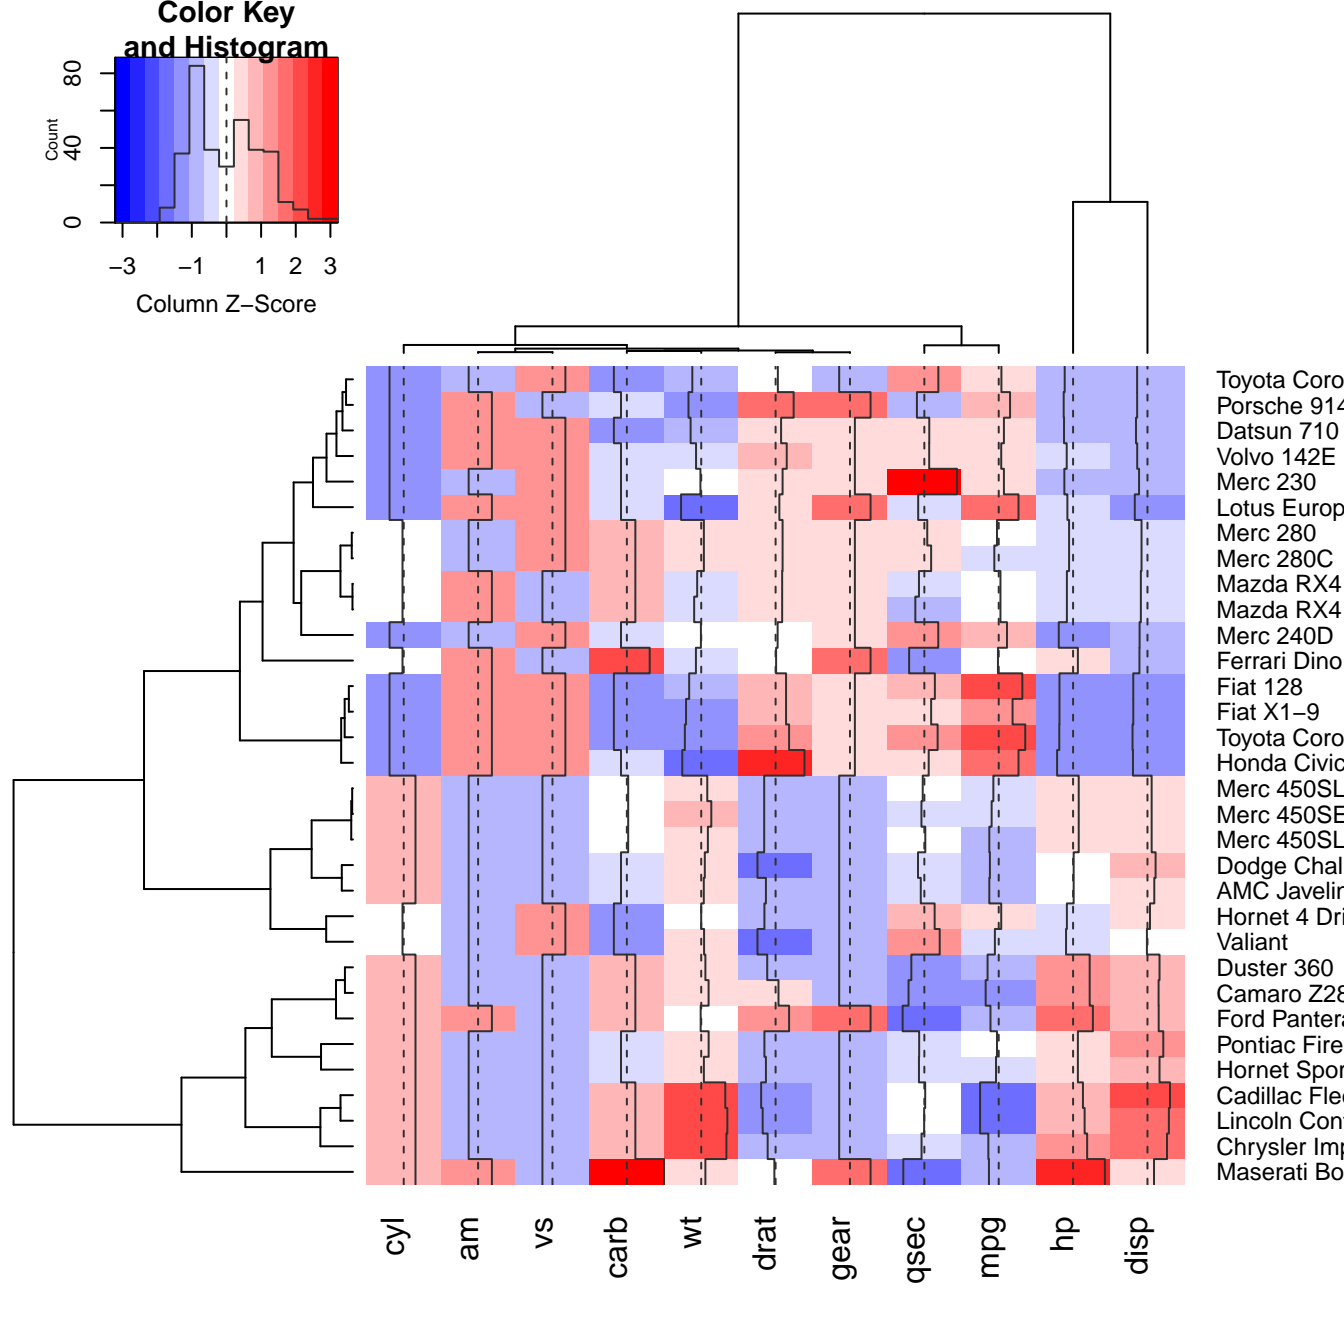 Color Key
and Histogram
Count
0 40 80
−3 −1 1 2 3
Column Z−Score
Toyota Coro
Porsche 914
Datsun 710
Volvo 142E
Merc 230
Lotus Europ
Merc 280
Merc 280C
Mazda RX4
Mazda RX4
Merc 240D
Ferrari Dino
Fiat 128
Fiat X1−9
Toyota Coro
Honda Civic
Merc 450SL
Merc 450SE
Merc 450SL
Dodge Chal
AMC Javelin
Hornet 4 Dri
Valiant
Duster 360
Camaro Z28
Ford Pantera
Pontiac Fire
Hornet Spor
Cadillac Flee
Lincoln Con
Chrysler Imp
Maserati Bo
cyl am vs carb wt drat gear qsec mpg hp disp